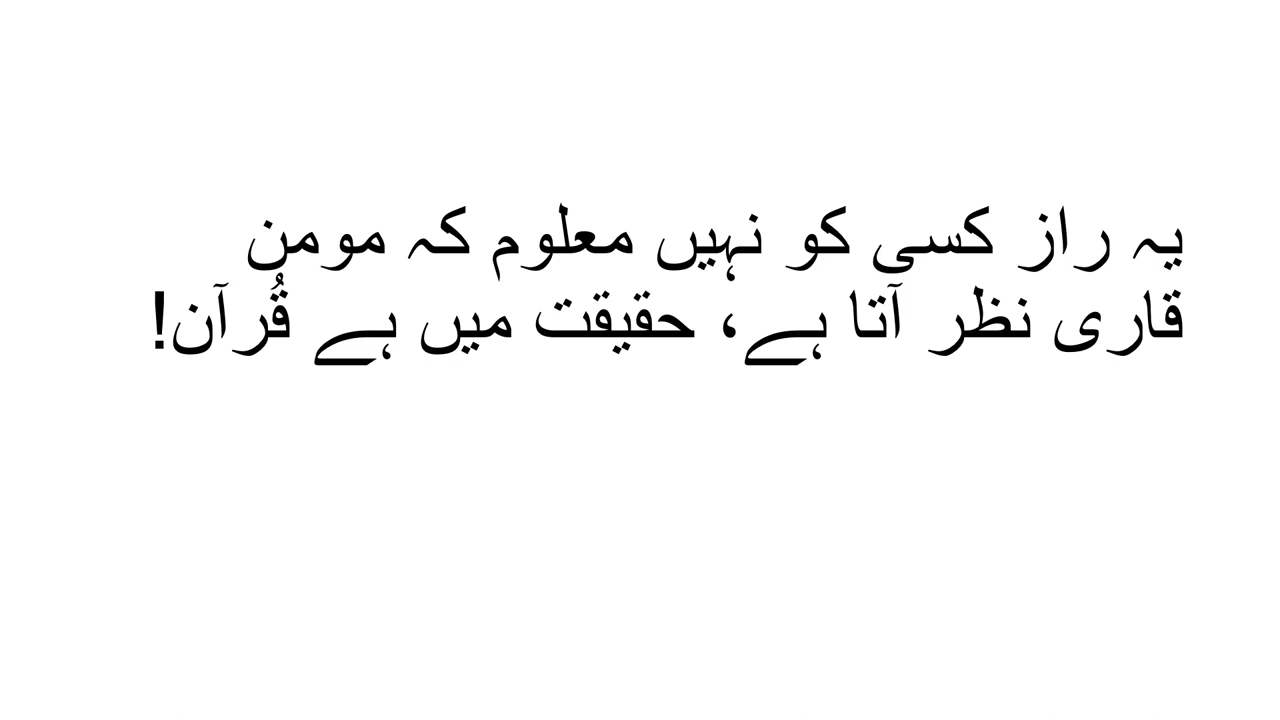 یہ راز کسی کو نہیں معلوم کہ مومن
قاری نظر آتا ہے، حقیقت میں ہے قُرآن!